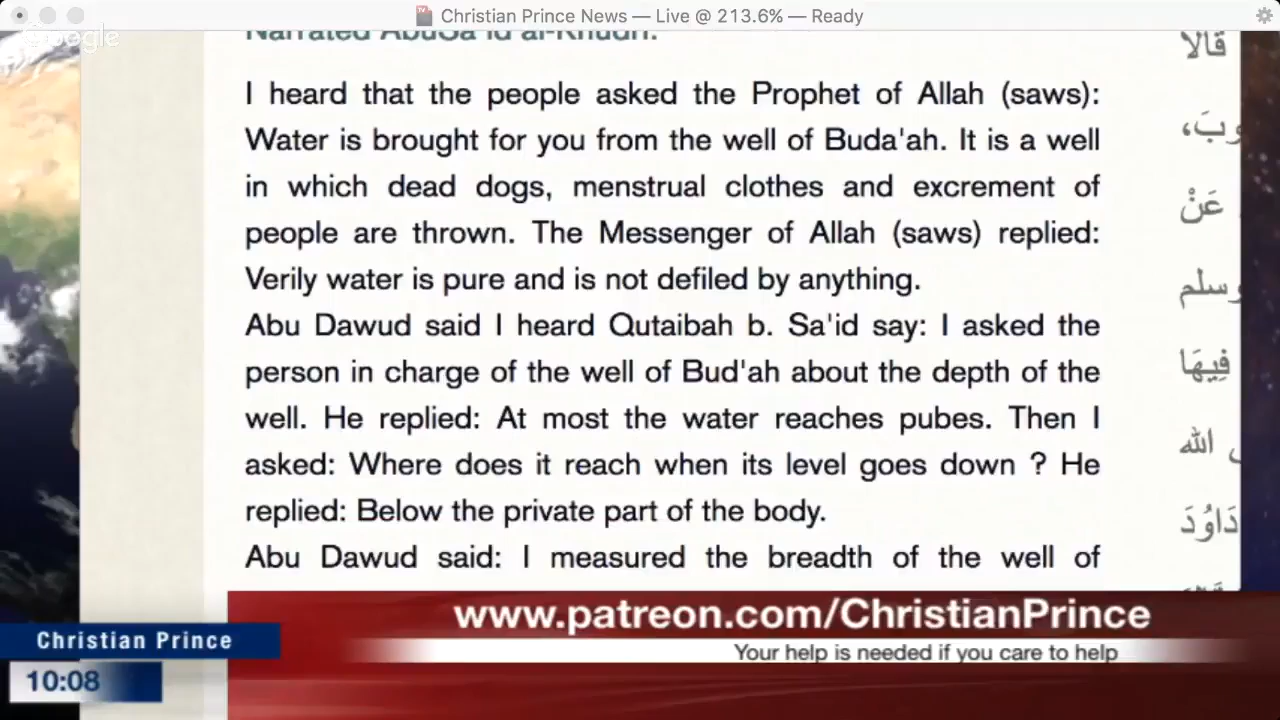 Christian Prince News — Live @ 213.6% — Ready
Google
Narrated AbuSa'id al-Khudri:
I heard that the people asked the Prophet of Allah (saws):
Water is brought for you from the well of Buda'ah. It is a well
in which dead dogs, menstrual clothes and excrement of
people are thrown. The Messenger of Allah (saws) replied:
Verily water is pure and is not defiled by anything.
Abu Dawud said I heard Qutaibah b. Sa'id say: I asked the
person in charge of the well of Bud'ah about the depth of the
well. He replied: At most the water reaches pubes. Then I
asked: Where does it reach when its level goes down ? He
replied: Below the private part of the body.
Abu Dawud said: I measured the breadth of the well of
قَالاَ
عَنْ
وسلم
فِيهَا
الله
دَاوُدَ
www.patreon.com/ChristianPrince
Your help is needed if you care to help
Christian Prince
10:08